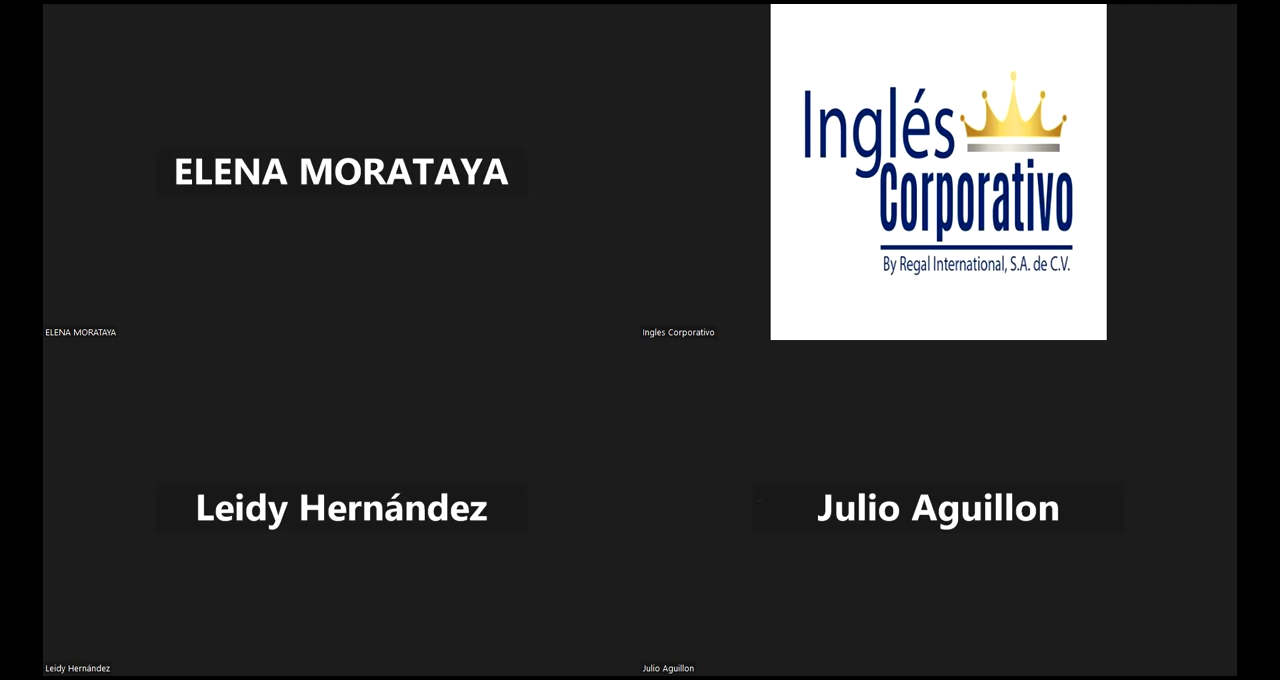 ELENA MORATAYA
ELENA MORATAYA
Inglés
Corporativo
By Regal International, S.A. de C.V.
Ingles Corporativo
Leidy Hernández
Leidy Hernández
Julio Aguillon
Julio Aguillon